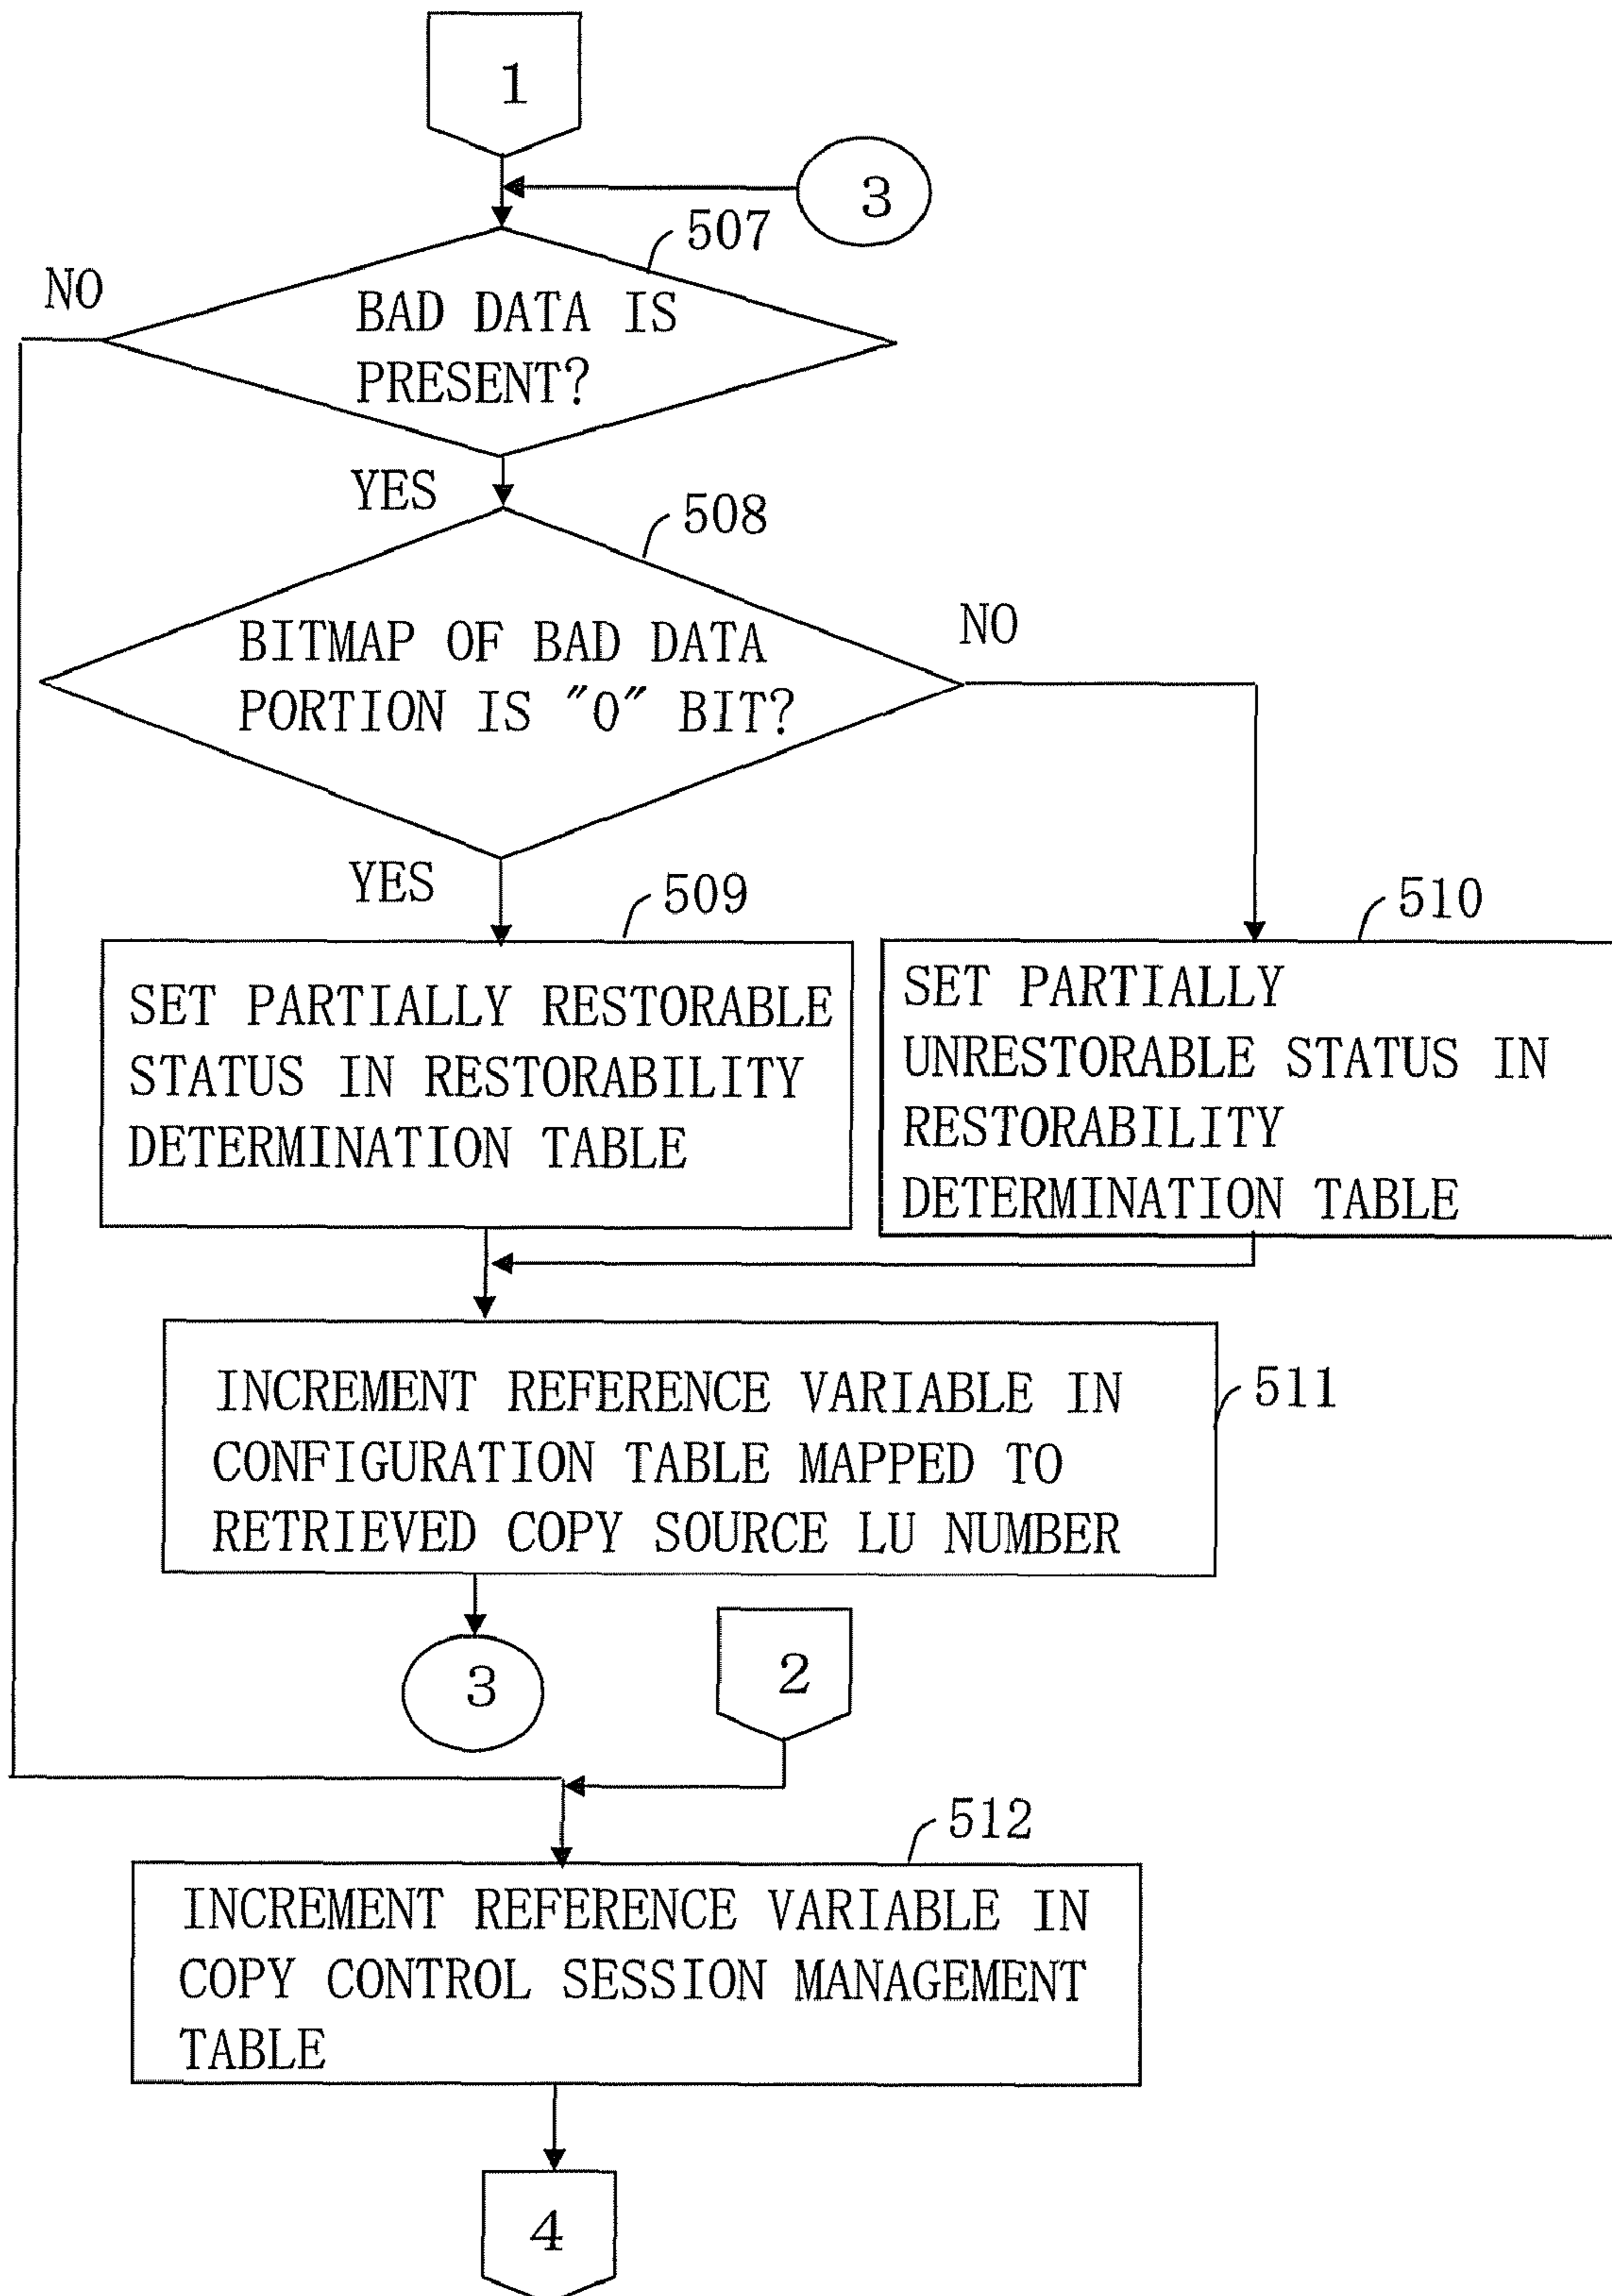 1
3
507
NO
BAD DATA IS
PRESENT?
YES
508
BITMAP OF BAD DATA
PORTION IS "0" BIT?
NO
YES
509
510
SET PARTIALLY RESTORABLE
STATUS IN RESTORABILITY
DETERMINATION TABLE
SET PARTIALLY
UNRESTORABLE STATUS IN
RESTORABILITY
DETERMINATION TABLE
INCREMENT REFERENCE VARIABLE IN
CONFIGURATION TABLE MAPPED TO
RETRIEVED COPY SOURCE LU NUMBER
511
3
2
512
INCREMENT REFERENCE VARIABLE IN
COPY CONTROL SESSION MANAGEMENT
TABLE
4